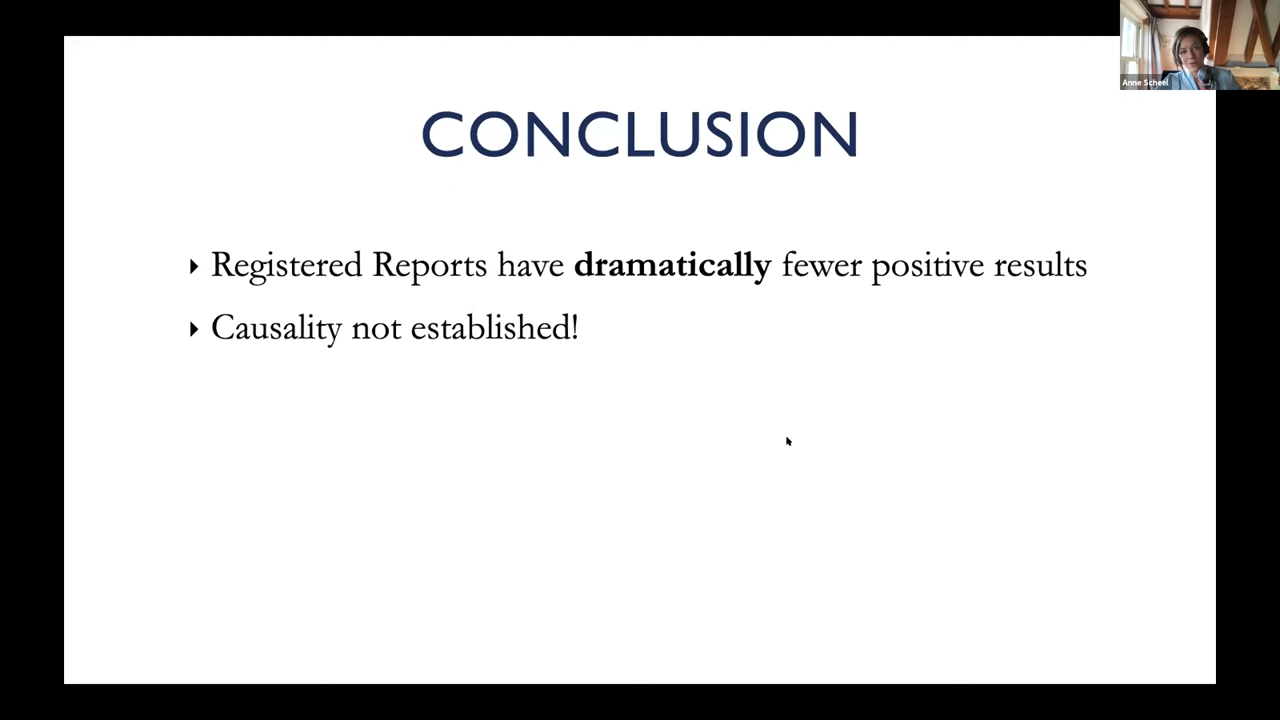 Anne Scheel
CONCLUSION
Registered Reports have dramatically fewer positive results
Causality not established!